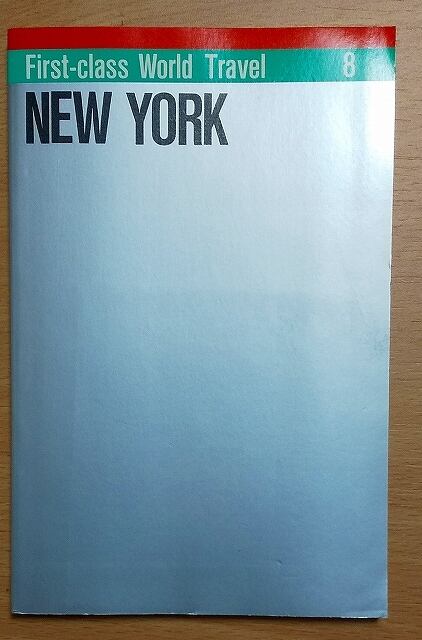 First-class World Travel 8
NEW YORK